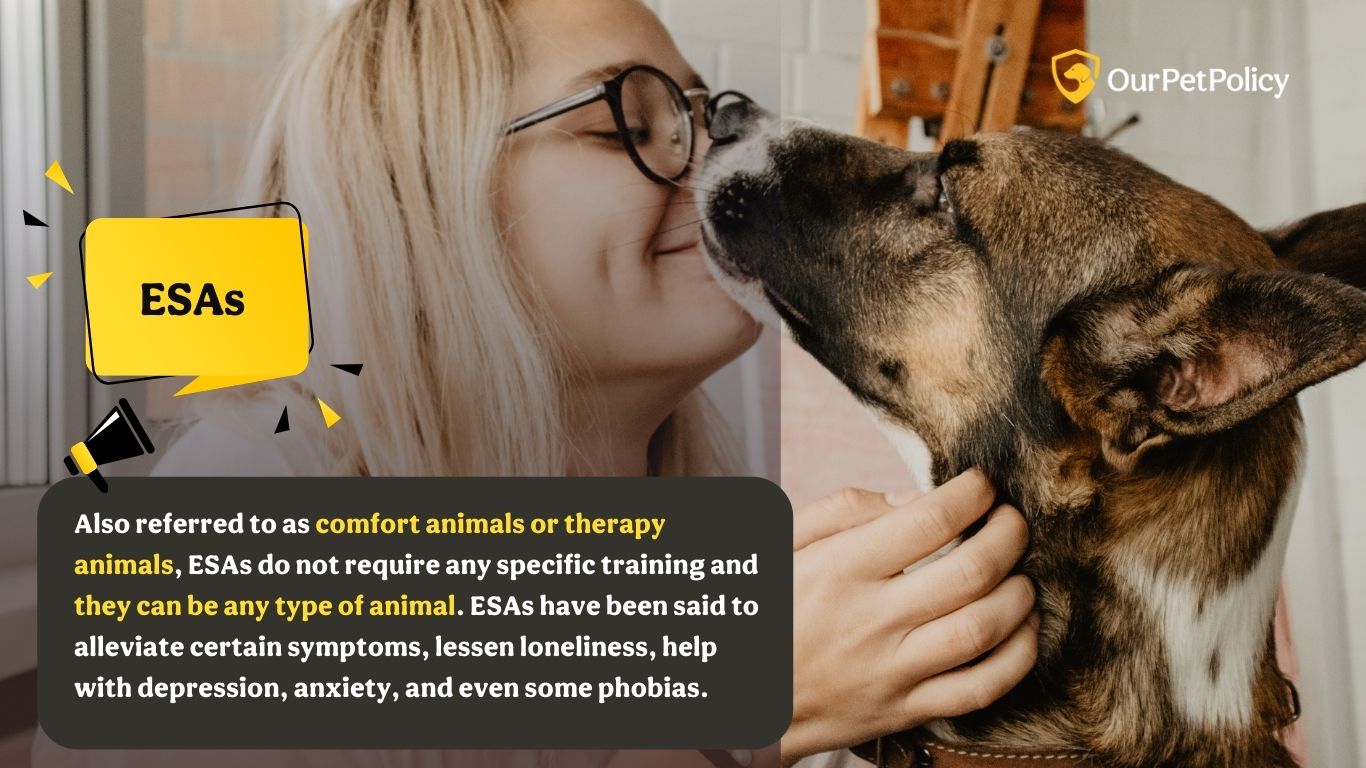 OurPetPolicy
ESAs
Also referred to as comfort animals or therapy
animals, ESAs do not require any specific training and
they can be any type of animal. ESAs have been said to
alleviate certain symptoms, lessen loneliness, help
with depression, anxiety, and even some phobias.